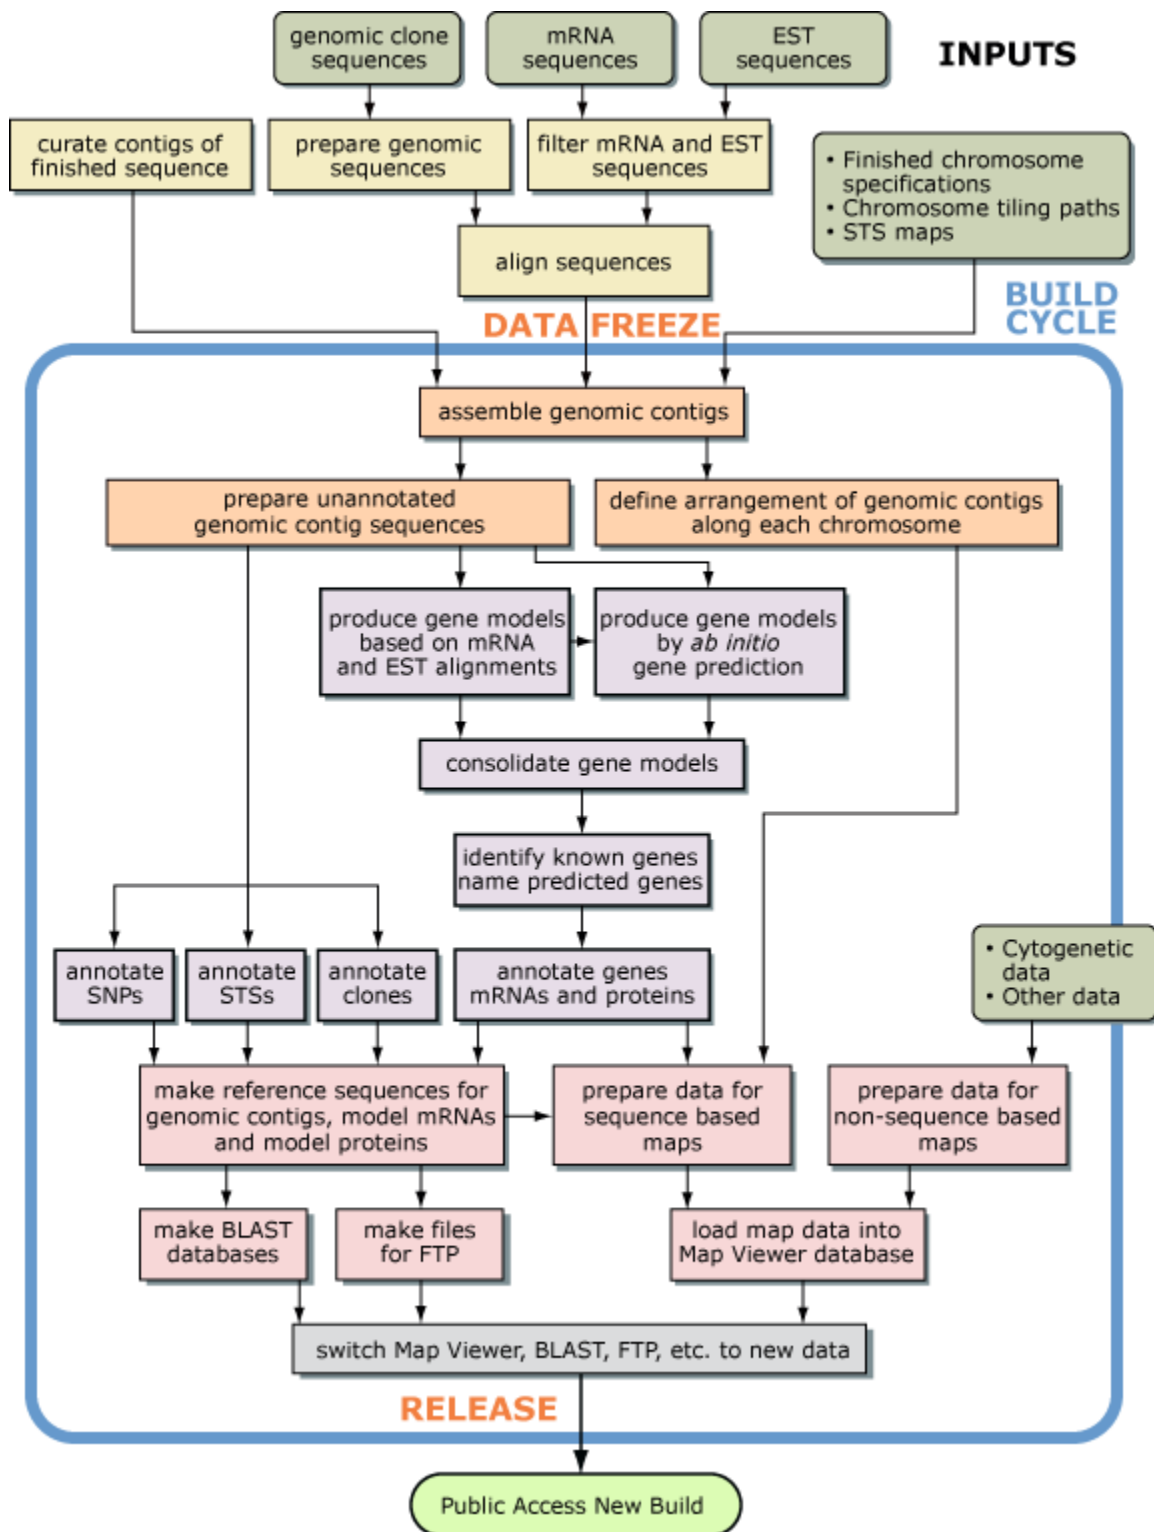 genomic clone
sequences
mRNA
sequences
EST
sequences
INPUTS
curate contigs of
finished sequence
prepare genomic
sequences
filter mRNA and EST
sequences
• Finished chromosome
specifications
• Chromosome tiling paths
• STS maps
align sequences
BUILD
CYCLE
DATA FREEZE
assemble genomic contigs
prepare unannotated
genomic contig sequences
define arrangement of genomic contigs
along each chromosome
produce gene models
based on mRNA
and EST alignments
produce gene models
by ab initio
gene prediction
consolidate gene models
identify known genes
name predicted genes
annotate
SNPs
annotate
STSs
annotate
clones
annotate genes
mRNAs and proteins
• Cytogenetic
data
• Other data
make reference sequences for
genomic contigs, model mRNAs
and model proteins
prepare data for
sequence based
maps
prepare data for
non-sequence based
maps
make BLAST
databases
make files
for FTP
load map data into
Map Viewer database
switch Map Viewer, BLAST, FTP, etc. to new data
RELEASE
Public Access New Build